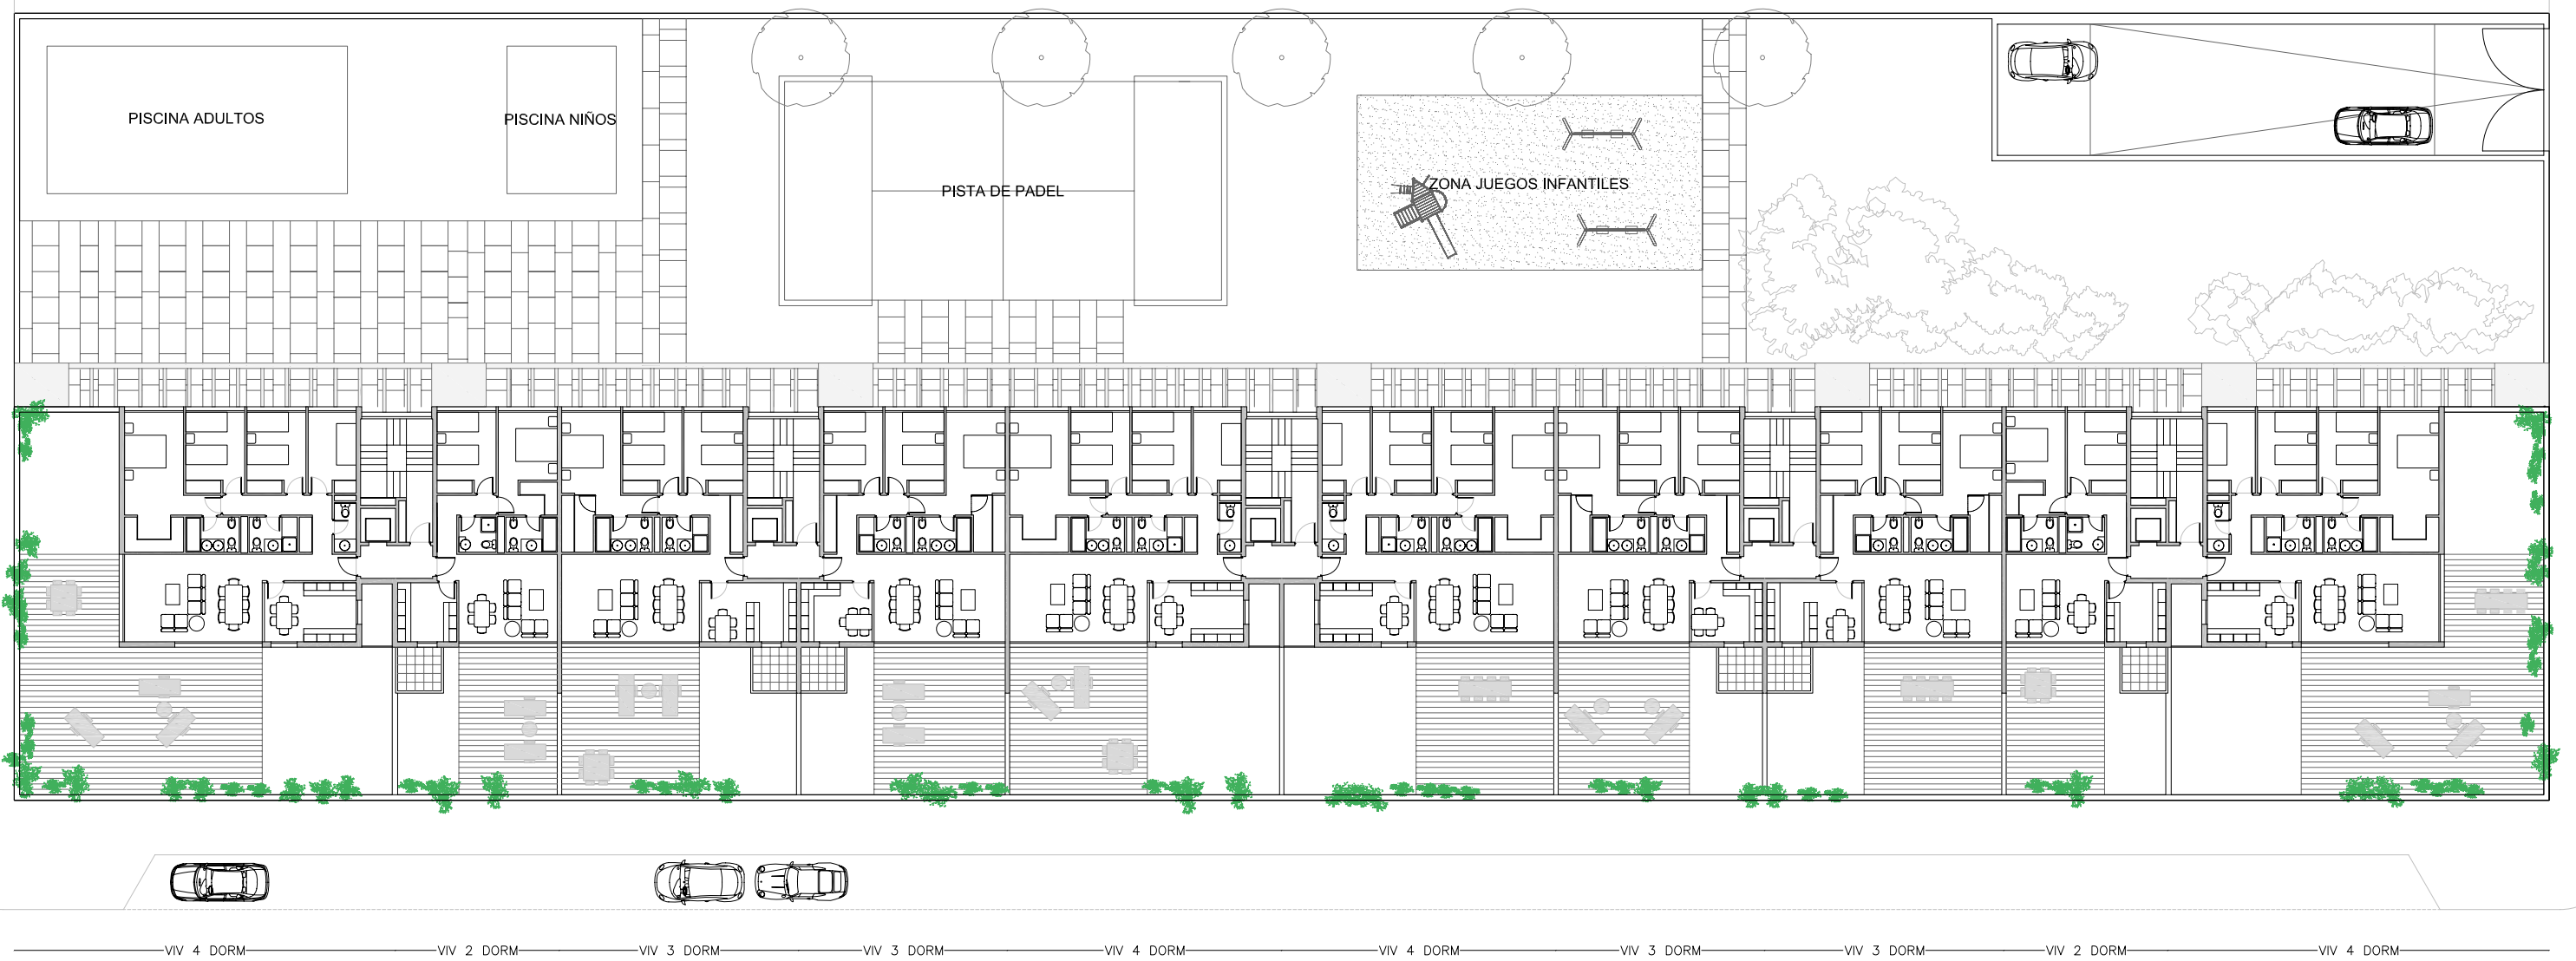 PISCINA ADULTOS
PISCINA NIÑOS
PISTA DE PADEL
ZONA JUEGOS INFANTILES
VIV 4 DORM
VIV 2 DORM
VIV 3 DORM
VIV 3 DORM
VIV 4 DORM
VIV 4 DORM
VIV 3 DORM
VIV 3 DORM
VIV 2 DORM
VIV 4 DORM